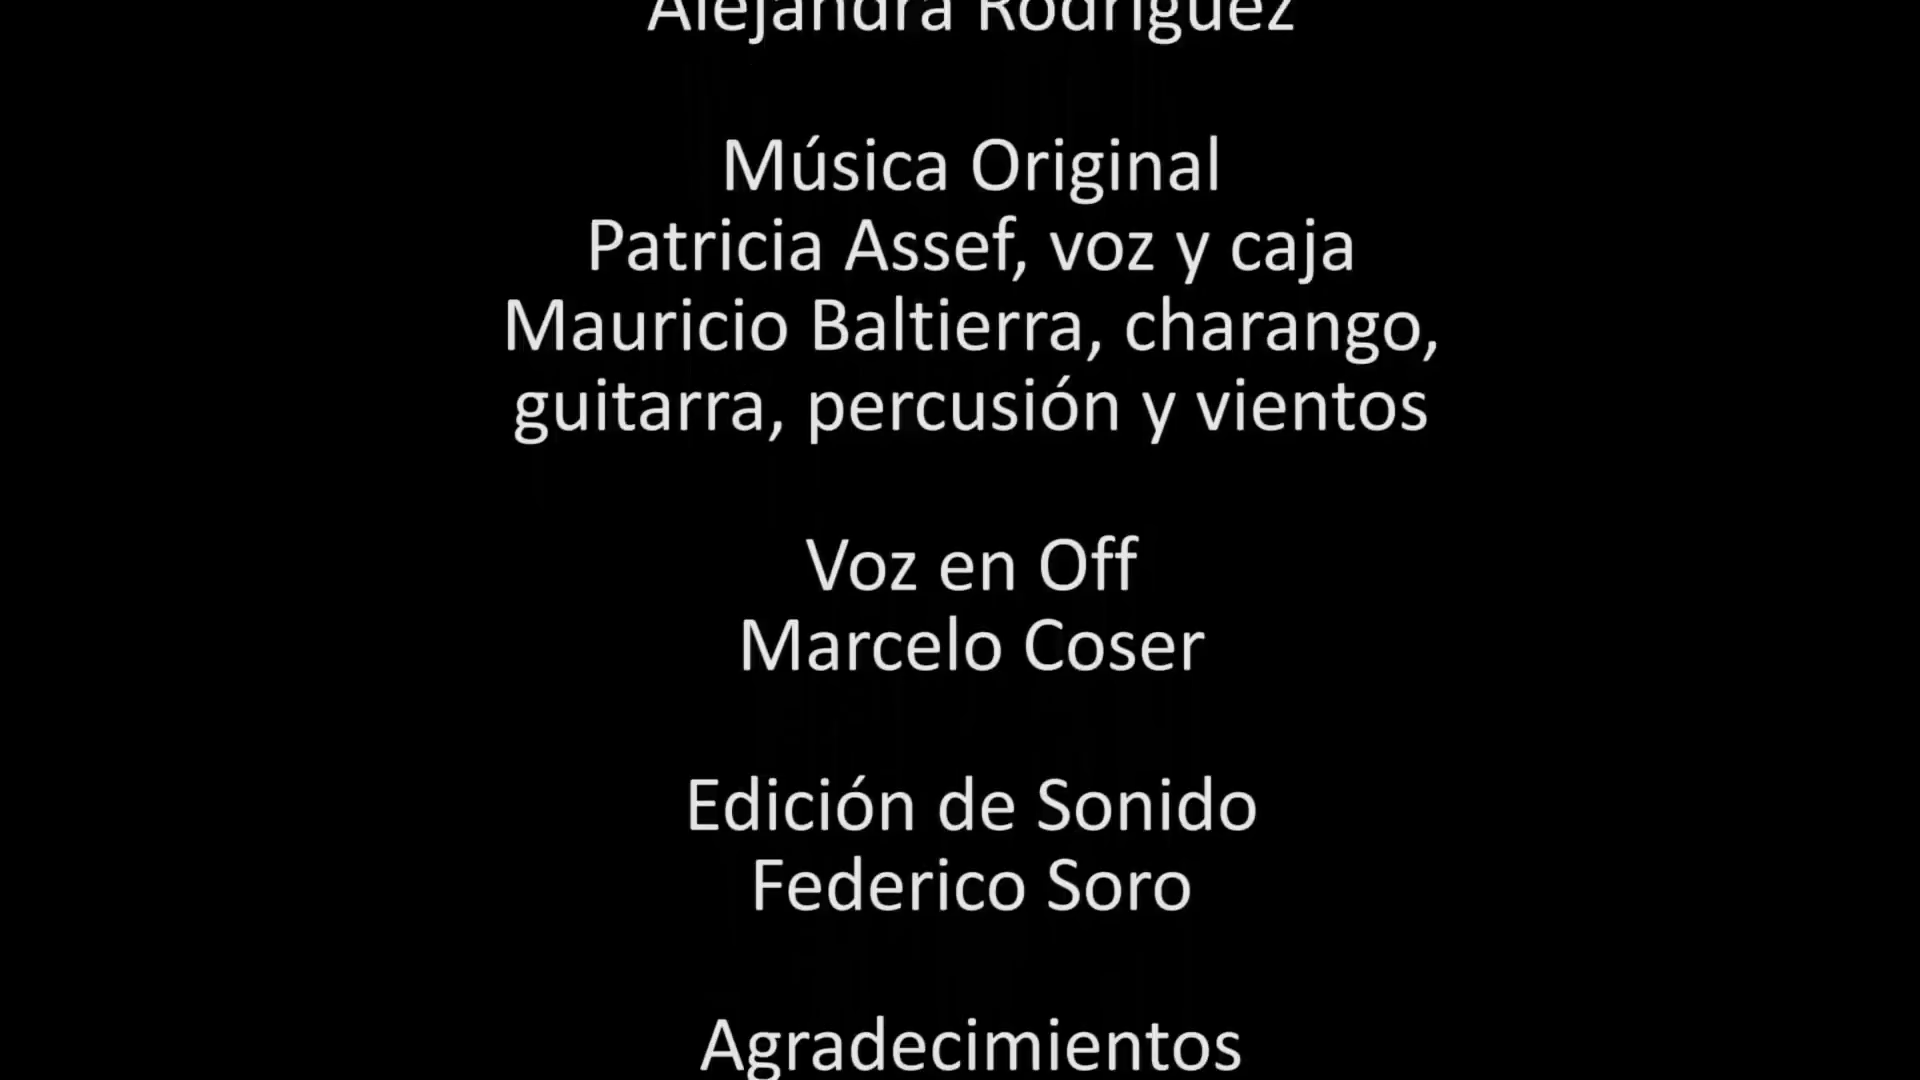 Alejandra Rodríguez
Música Original
Patricia Assef, voz y caja
Mauricio Baltierra, charango,
guitarra, percusión y vientos
Voz en Off
Marcelo Coser
Edición de Sonido
Federico Soro
Agradecimientos